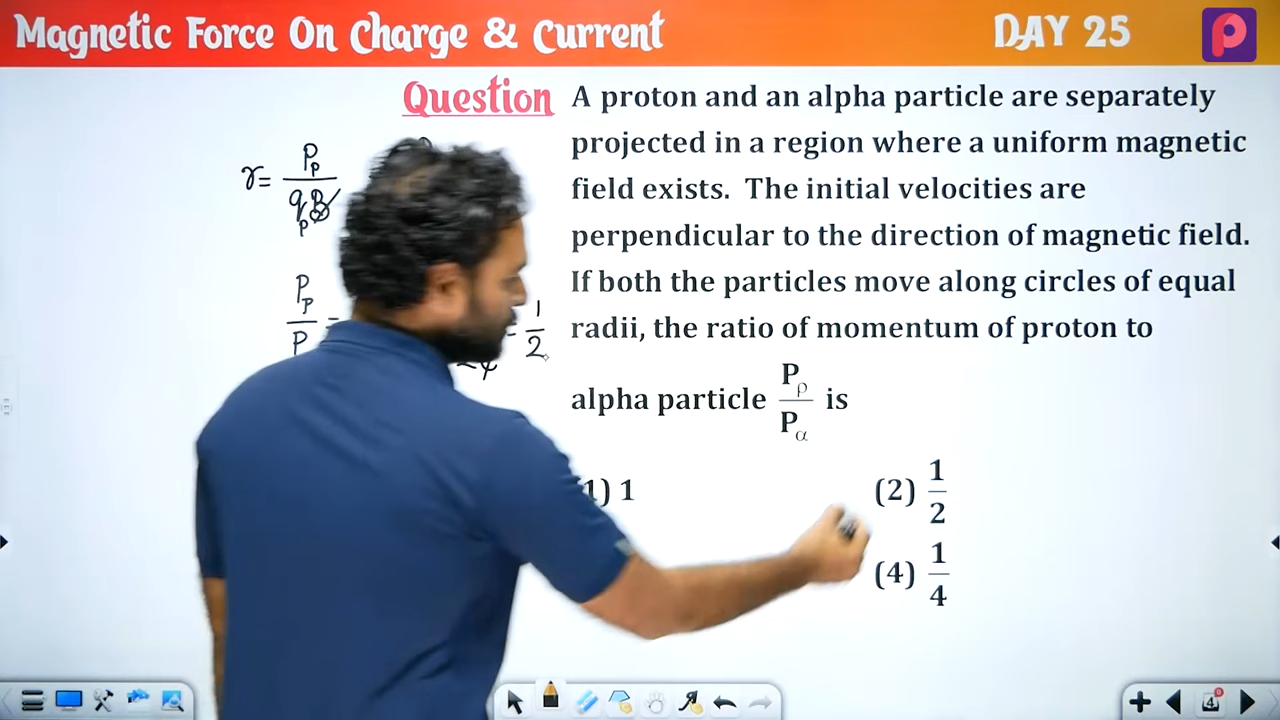 Magnetic Force On Charge & Current
DAY 25
Question A proton and an alpha particle are separately
projected in a region where a uniform magnetic
field exists. The initial velocities are
perpendicular to the direction of magnetic field.
If both the particles move along circles of equal
radii, the ratio of momentum of proton to
alpha particle Pρ/Pα is
1) 1
(2) 1/2
(4) 1/4
r = Pp/qpB
Pp/P =
1/2
4